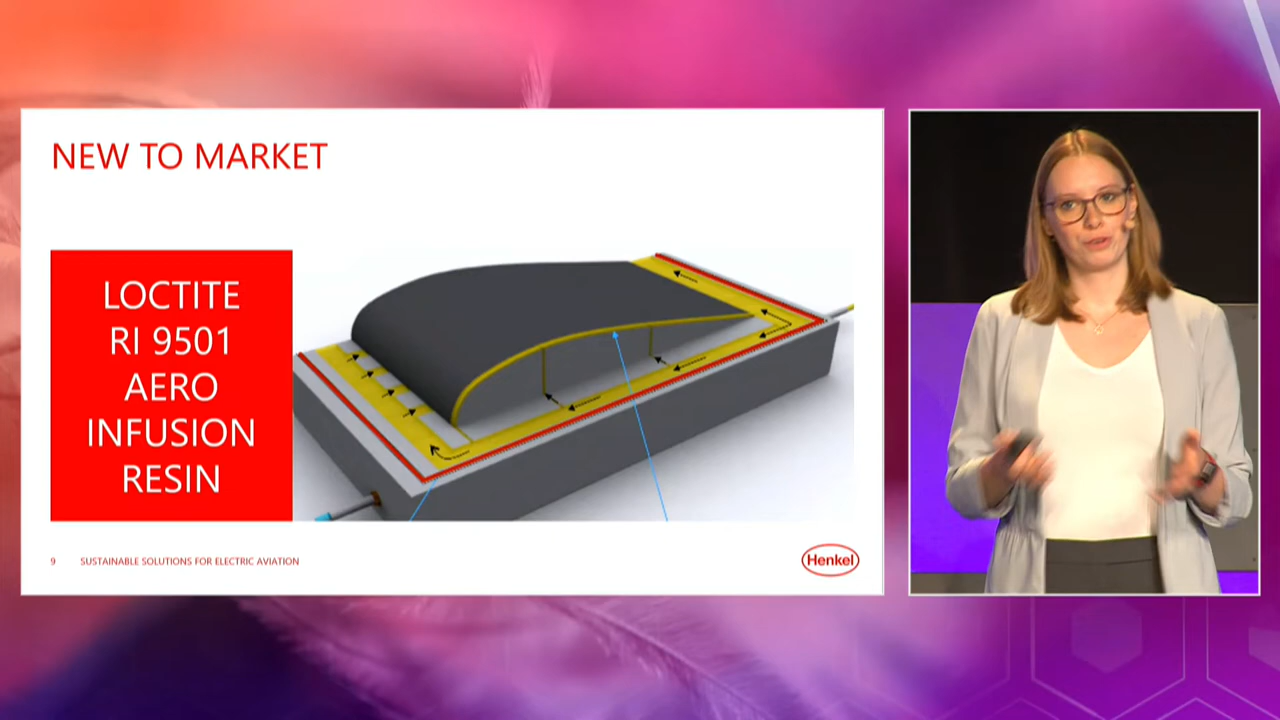 NEW TO MARKET
LOCTITE
RI 9501
AERO
INFUSION
RESIN
9 SUSTAINABLE SOLUTIONS FOR ELECTRIC AVIATION
Henkel